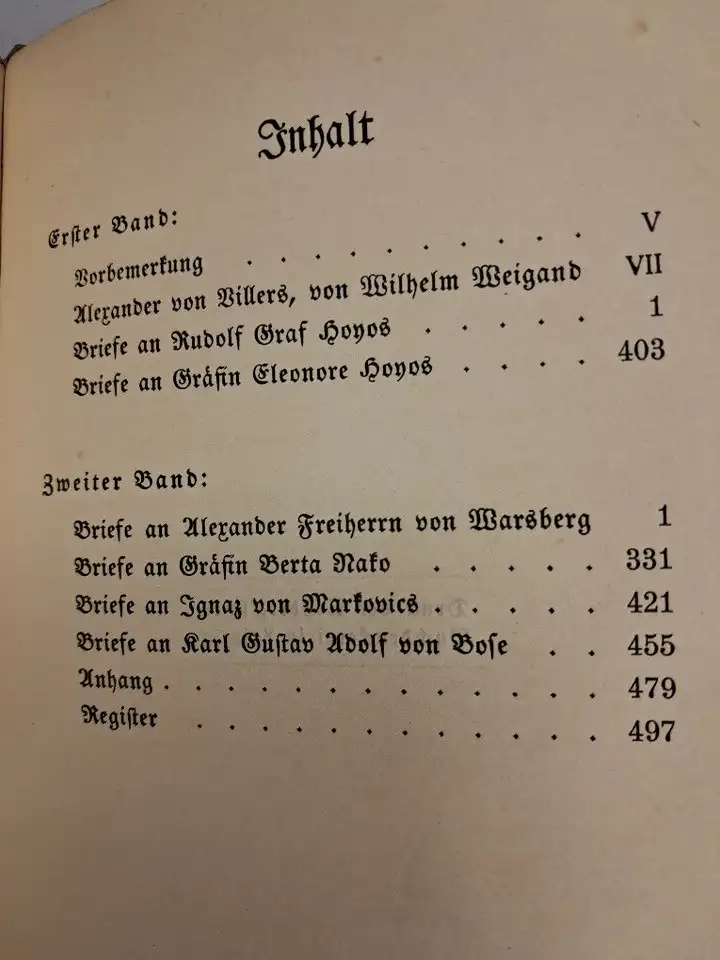 Inhalt
Erster Band:
Vorbemerkung . . . . . . . . . . V
Alexander von Villers, von Wilhelm Weigand VII
Briefe an Rudolf Graf Hoyos . . . . . 1
Briefe an Gräfin Eleonore Hoyos . . . . 403
Zweiter Band:
Briefe an Alexander Freiherrn von Warsberg 1
Briefe an Gräfin Berta Nako . . . . . 331
Briefe an Ignaz von Markovics . . . . . 421
Briefe an Karl Gustav Adolf von Bose . . 455
Anhang . . . . . . . . . . . . . . 479
Register . . . . . . . . . . . . 497